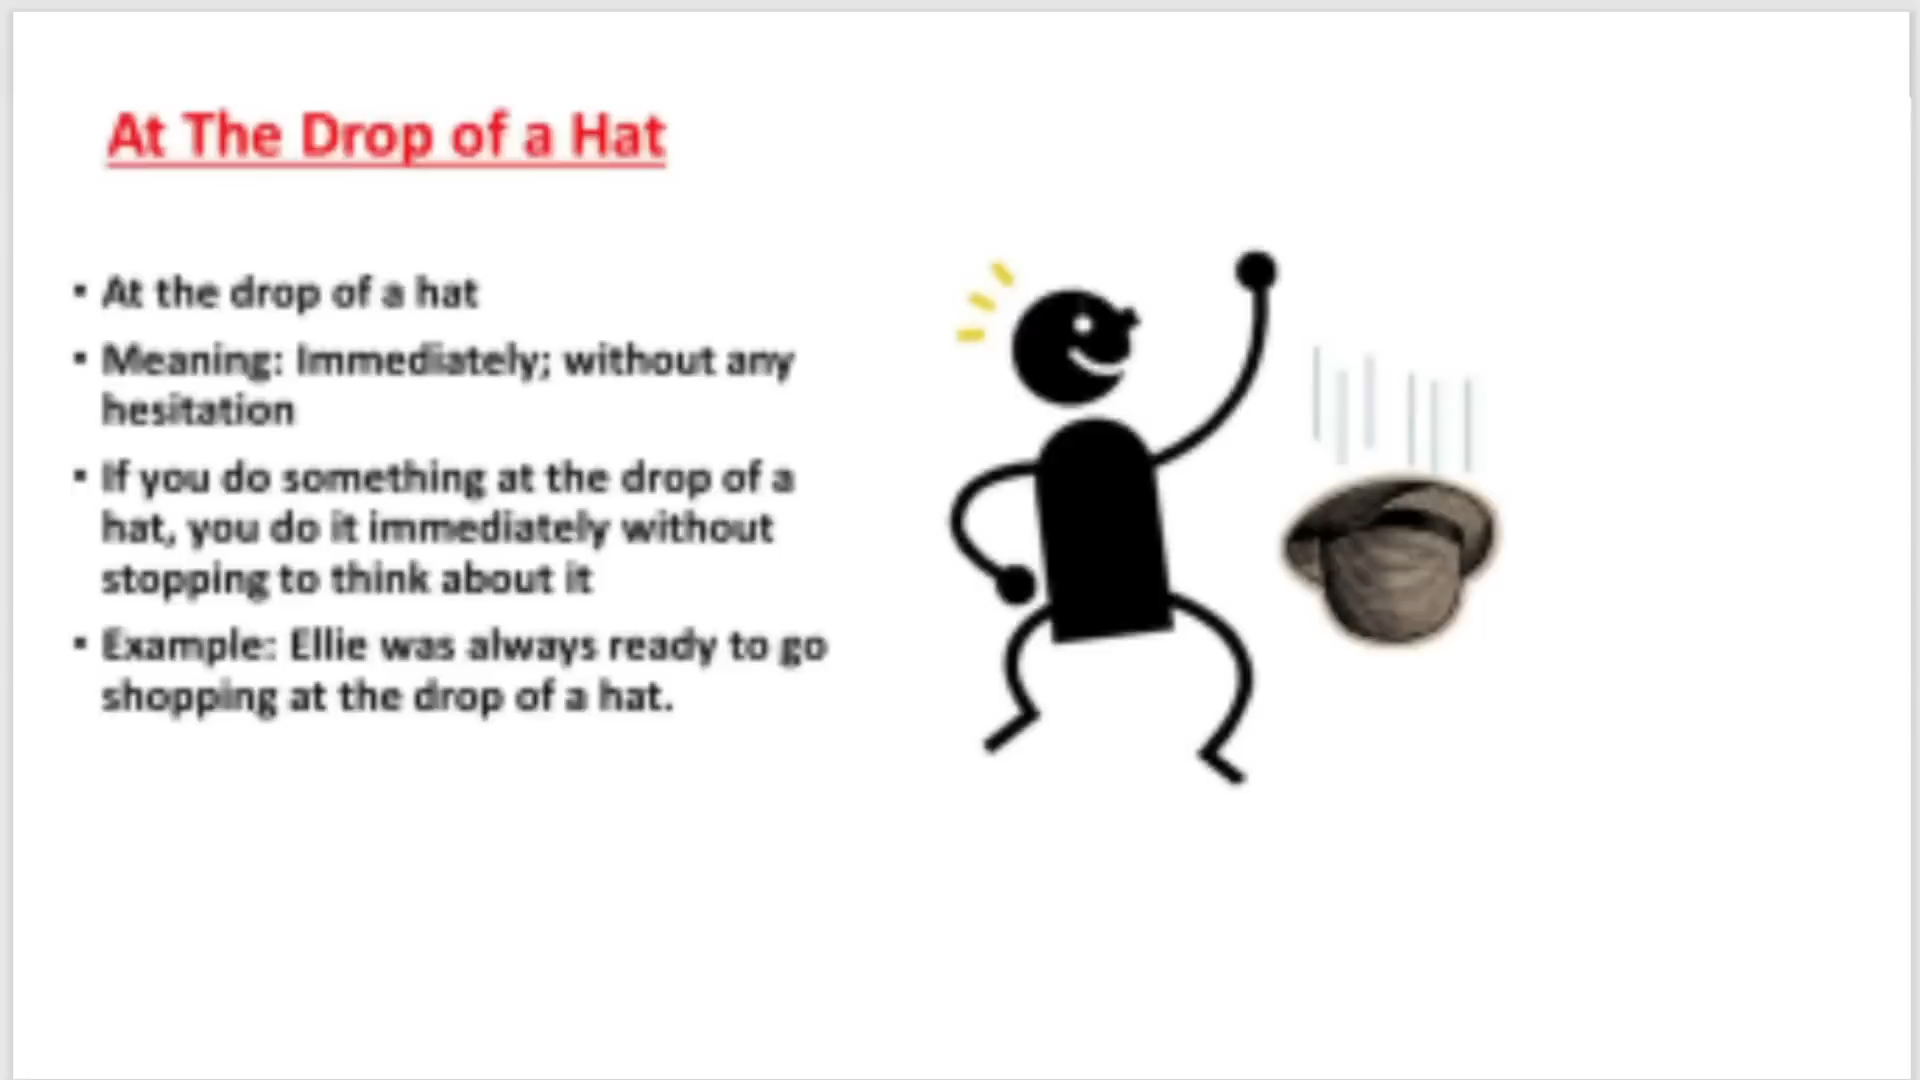 At The Drop of a Hat
▪ At the drop of a hat
▪ Meaning: Immediately; without any
hesitation
▪ If you do something at the drop of a
hat, you do it immediately without
stopping to think about it
▪ Example: Ellie was always ready to go
shopping at the drop of a hat.